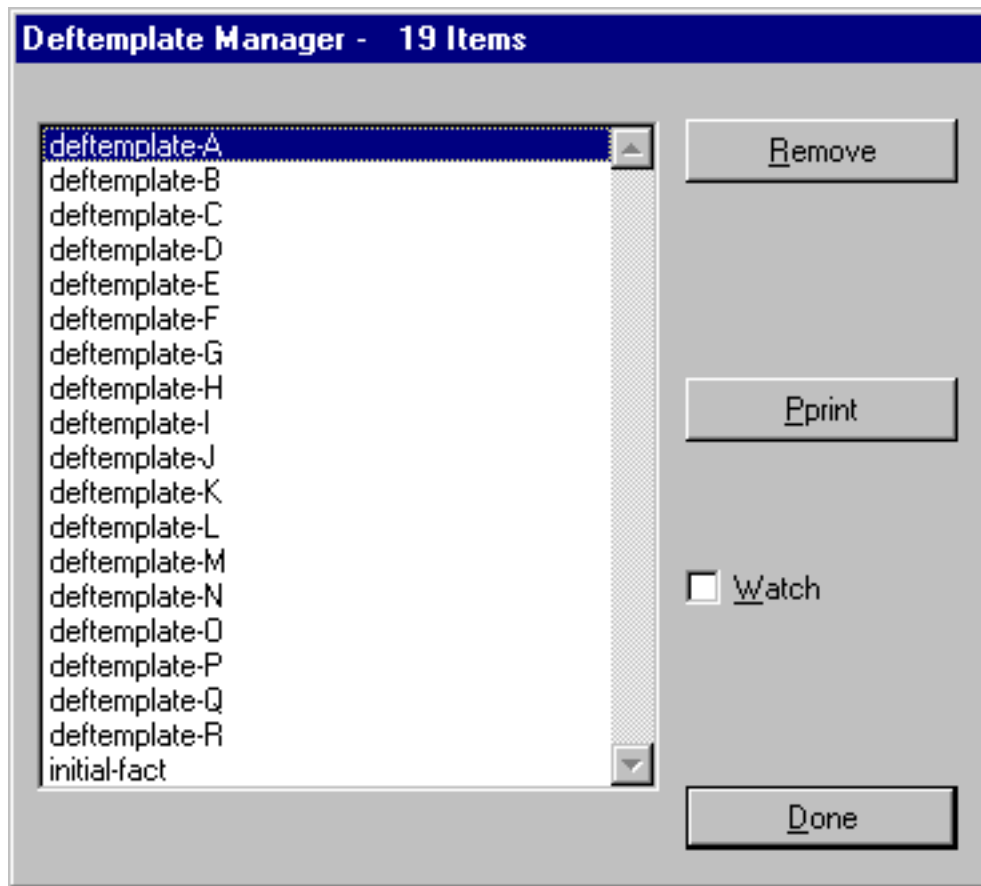 Deftemplate Manager -   19 Items
deftemplate-A
deftemplate-B
deftemplate-C
deftemplate-D
deftemplate-E
deftemplate-F
deftemplate-G
deftemplate-H
deftemplate-I
deftemplate-J
deftemplate-K
deftemplate-L
deftemplate-M
deftemplate-N
deftemplate-O
deftemplate-P
deftemplate-Q
deftemplate-R
initial-fact
Remove
Pprint
Watch
Done